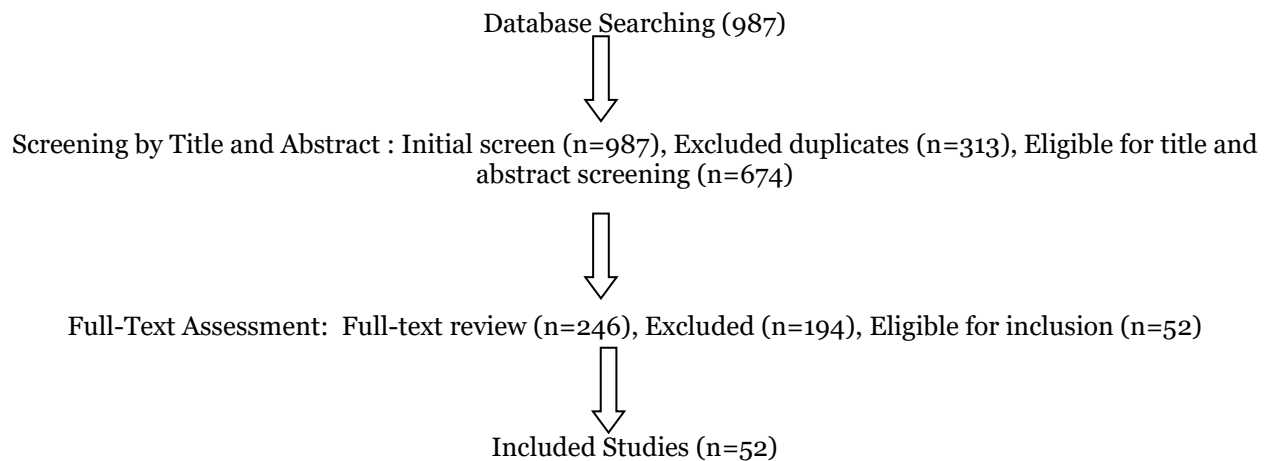 Database Searching (987)
Screening by Title and Abstract : Initial screen (n=987), Excluded duplicates (n=313), Eligible for title and
abstract screening (n=674)
Full-Text Assessment: Full-text review (n=246), Excluded (n=194), Eligible for inclusion (n=52)
Included Studies (n=52)